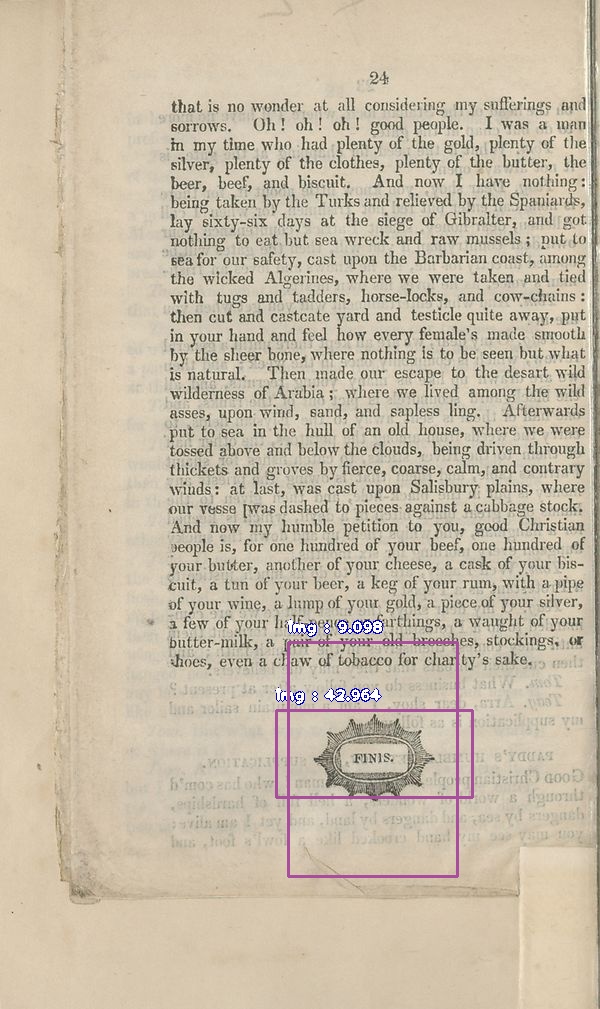 24
that is no wonder at all considering my sufferings and
sorrows. Oh! oh! oh! good people. I was a man
in my time who had plenty of the gold, plenty of the
silver, plenty of the clothes, plenty of the butter, the
beer, beef, and biscuit. And now I have nothing:
being taken by the Turks and relieved by the Spaniards,
lay sixty-six days at the siege of Gibralter, and got
nothing to eat but sea wreck and raw mussels; put to
sea for our safety, cast upon the Barbarian coast, among
the wicked Algerines, where we were taken and tied
with tugs and tadders, horse-locks, and cow-chains:
then cut and castcate yard and testicle quite away, put
in your hand and feel how every female's made smooth
by the sheer bone, where nothing is to be seen but what
is natural. Then made our escape to the desart wild
wilderness of Arabia; where we lived among the wild
asses, upon wind, sand, and sapless ling. Afterwards
put to sea in the hull of an old house, where we were
tossed above and below the clouds, being driven through
thickets and groves by fierce, coarse, calm, and contrary
winds: at last, was cast upon Salisbury plains, where
our vesse [was dashed to pieces against a cabbage stock.
And now my humble petition to you, good Christian
people is, for one hundred of your beef, one hundred of
your butter, another of your cheese, a cask of your bis-
cuit, a tun of your beer, a keg of your rum, with a pipe
of your wine, a lump of your gold, a piece of your silver,
a few of your half-pence or farthings, a waught of your
butter-milk, a pair of your old breeches, stockings, or
shoes, even a chaw of tobacco for charity's sake.
img : 9.098
img : 42.964
FINIS.